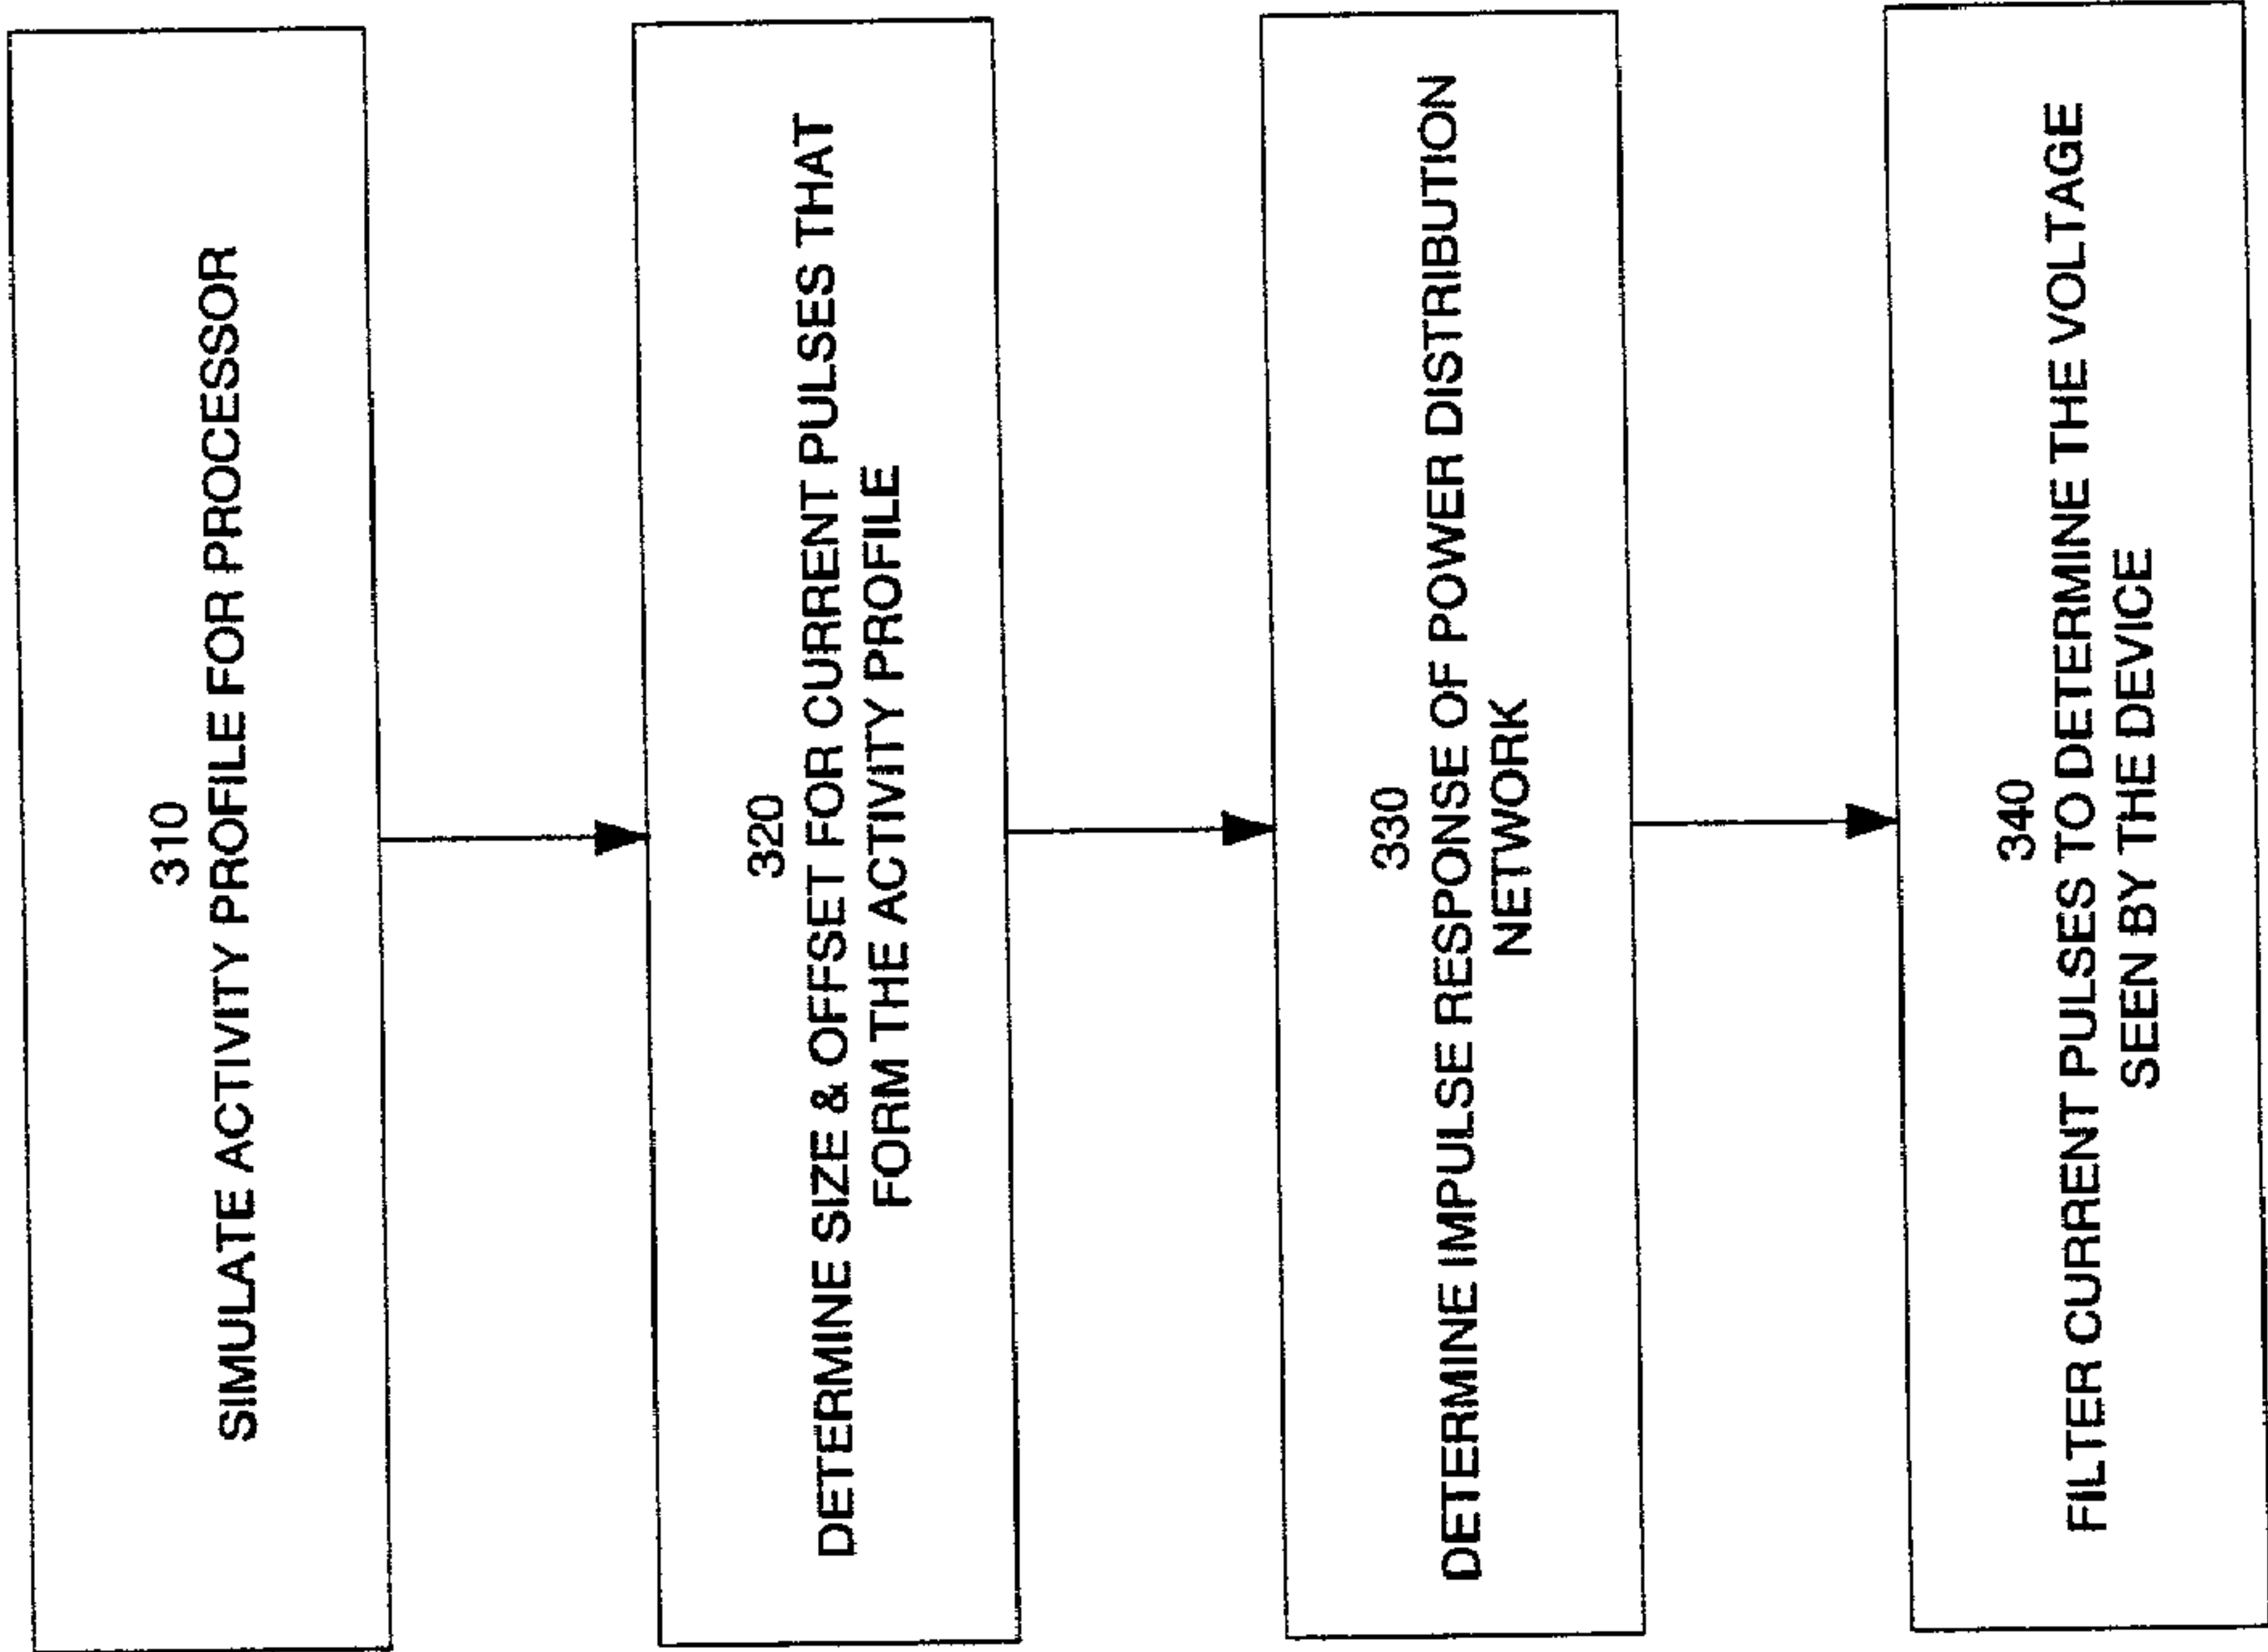 310
SIMULATE ACTIVITY PROFILE FOR PROCESSOR
320
DETERMINE SIZE & OFFSET FOR CURRENT PULSES THAT
FORM THE ACTIVITY PROFILE
330
DETERMINE IMPULSE RESPONSE OF POWER DISTRIBUTION
NETWORK
340
FILTER CURRENT PULSES TO DETERMINE THE VOLTAGE
SEEN BY THE DEVICE